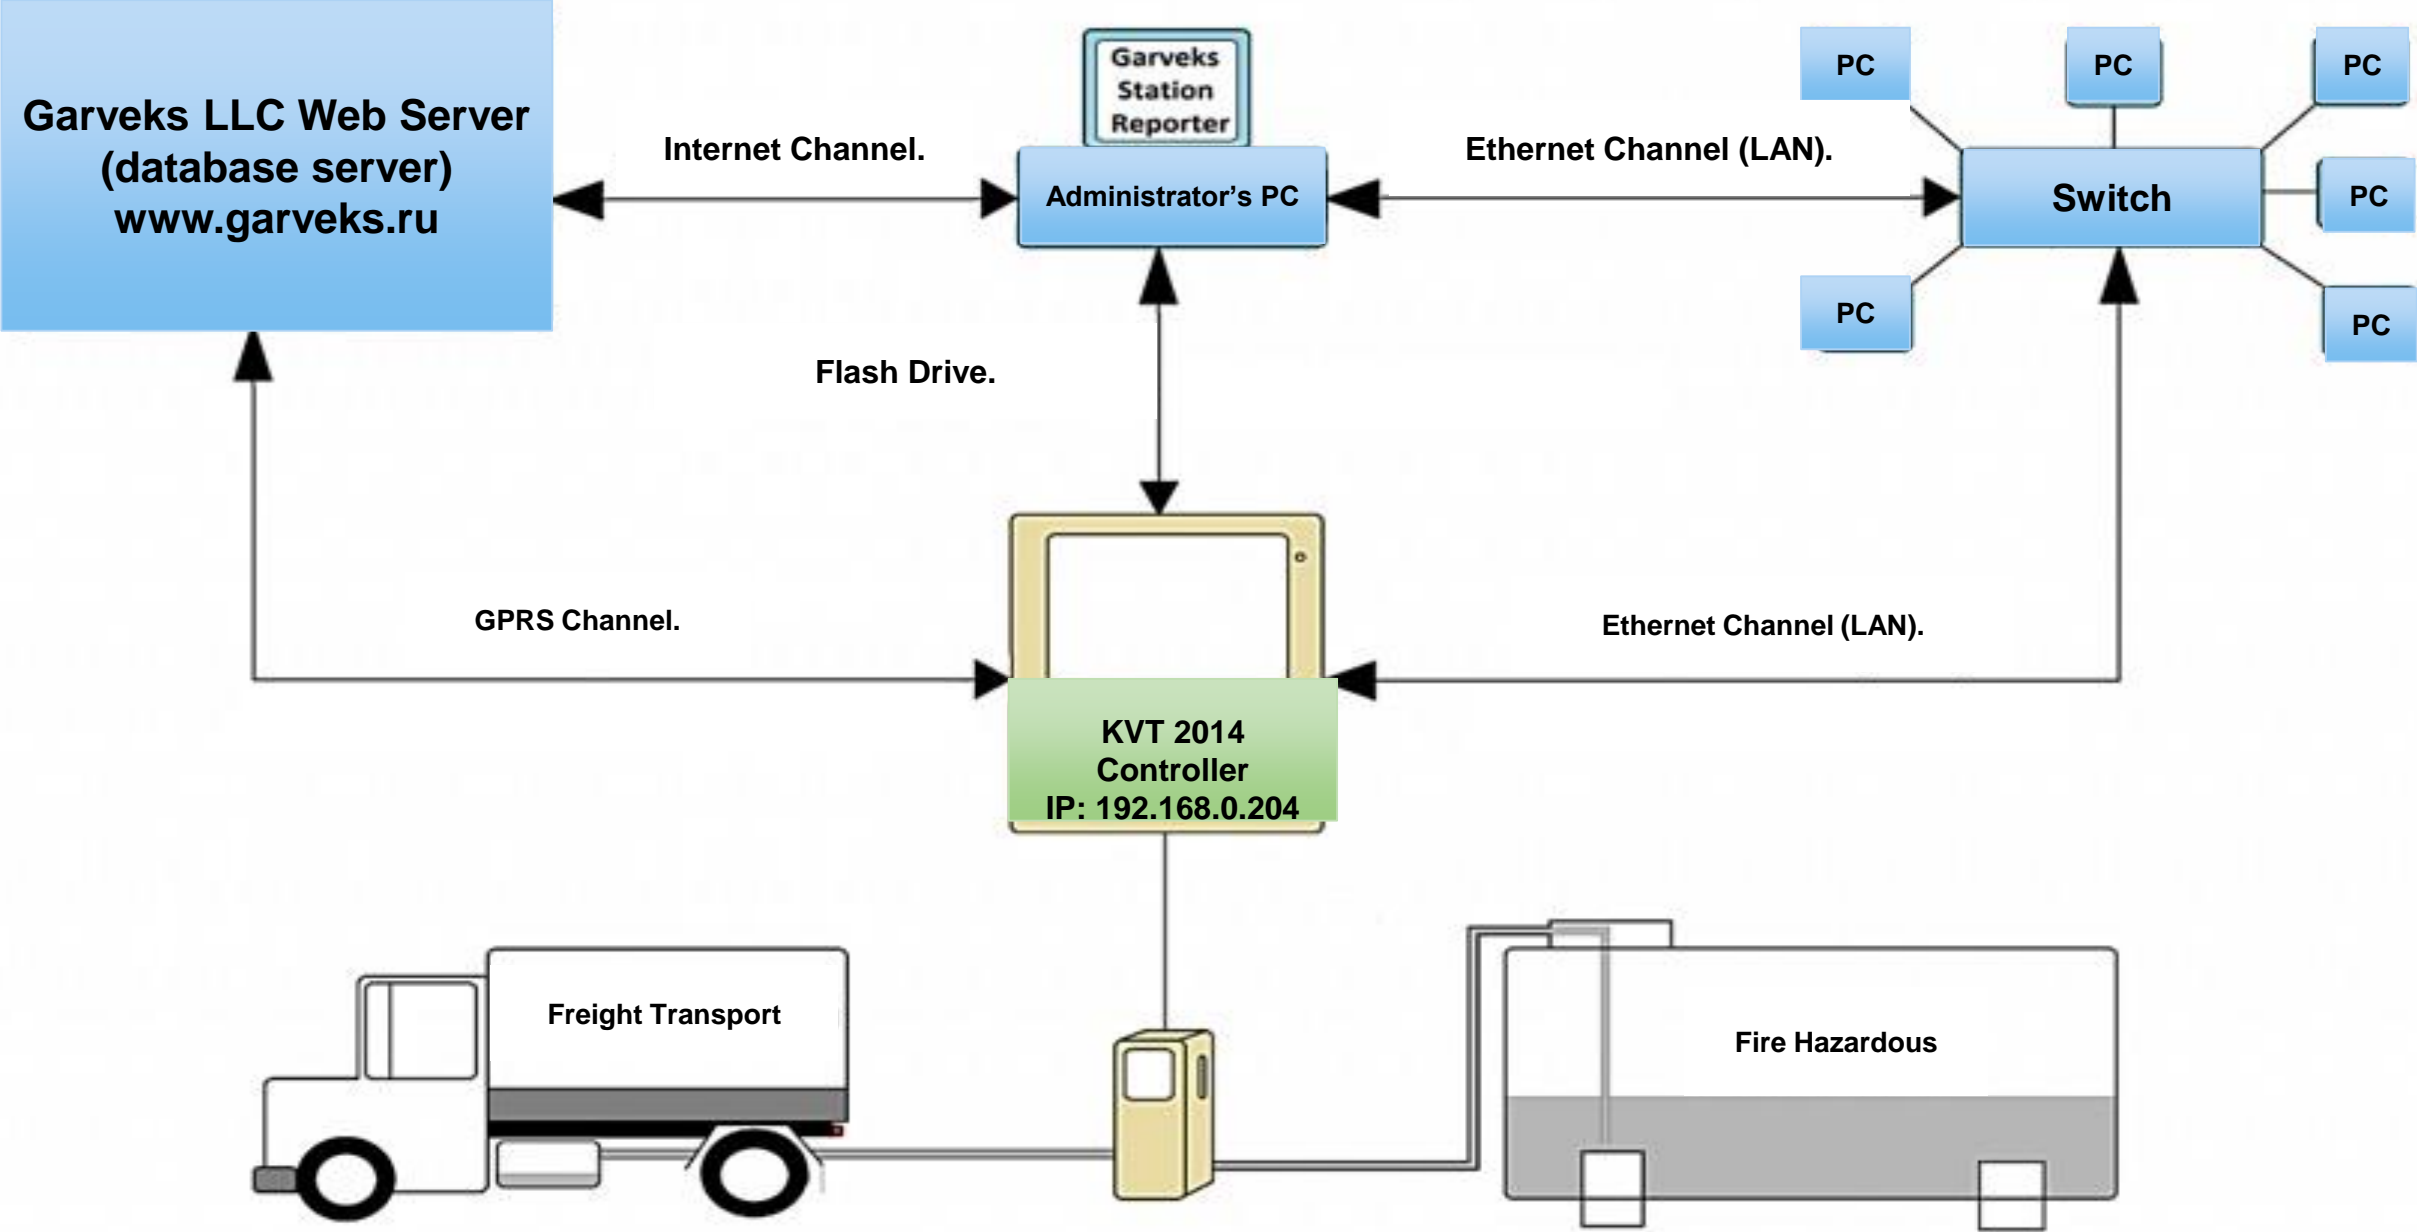 Garveks LLC Web Server
(database server)
www.garveks.ru
Internet Channel.
Garveks
Station
Reporter
Administrator's PC
Ethernet Channel (LAN).
PC
PC
PC
Switch
PC
PC
PC
Flash Drive.
GPRS Channel.
Ethernet Channel (LAN).
KVT 2014
Controller
IP: 192.168.0.204
Freight Transport
Fire Hazardous